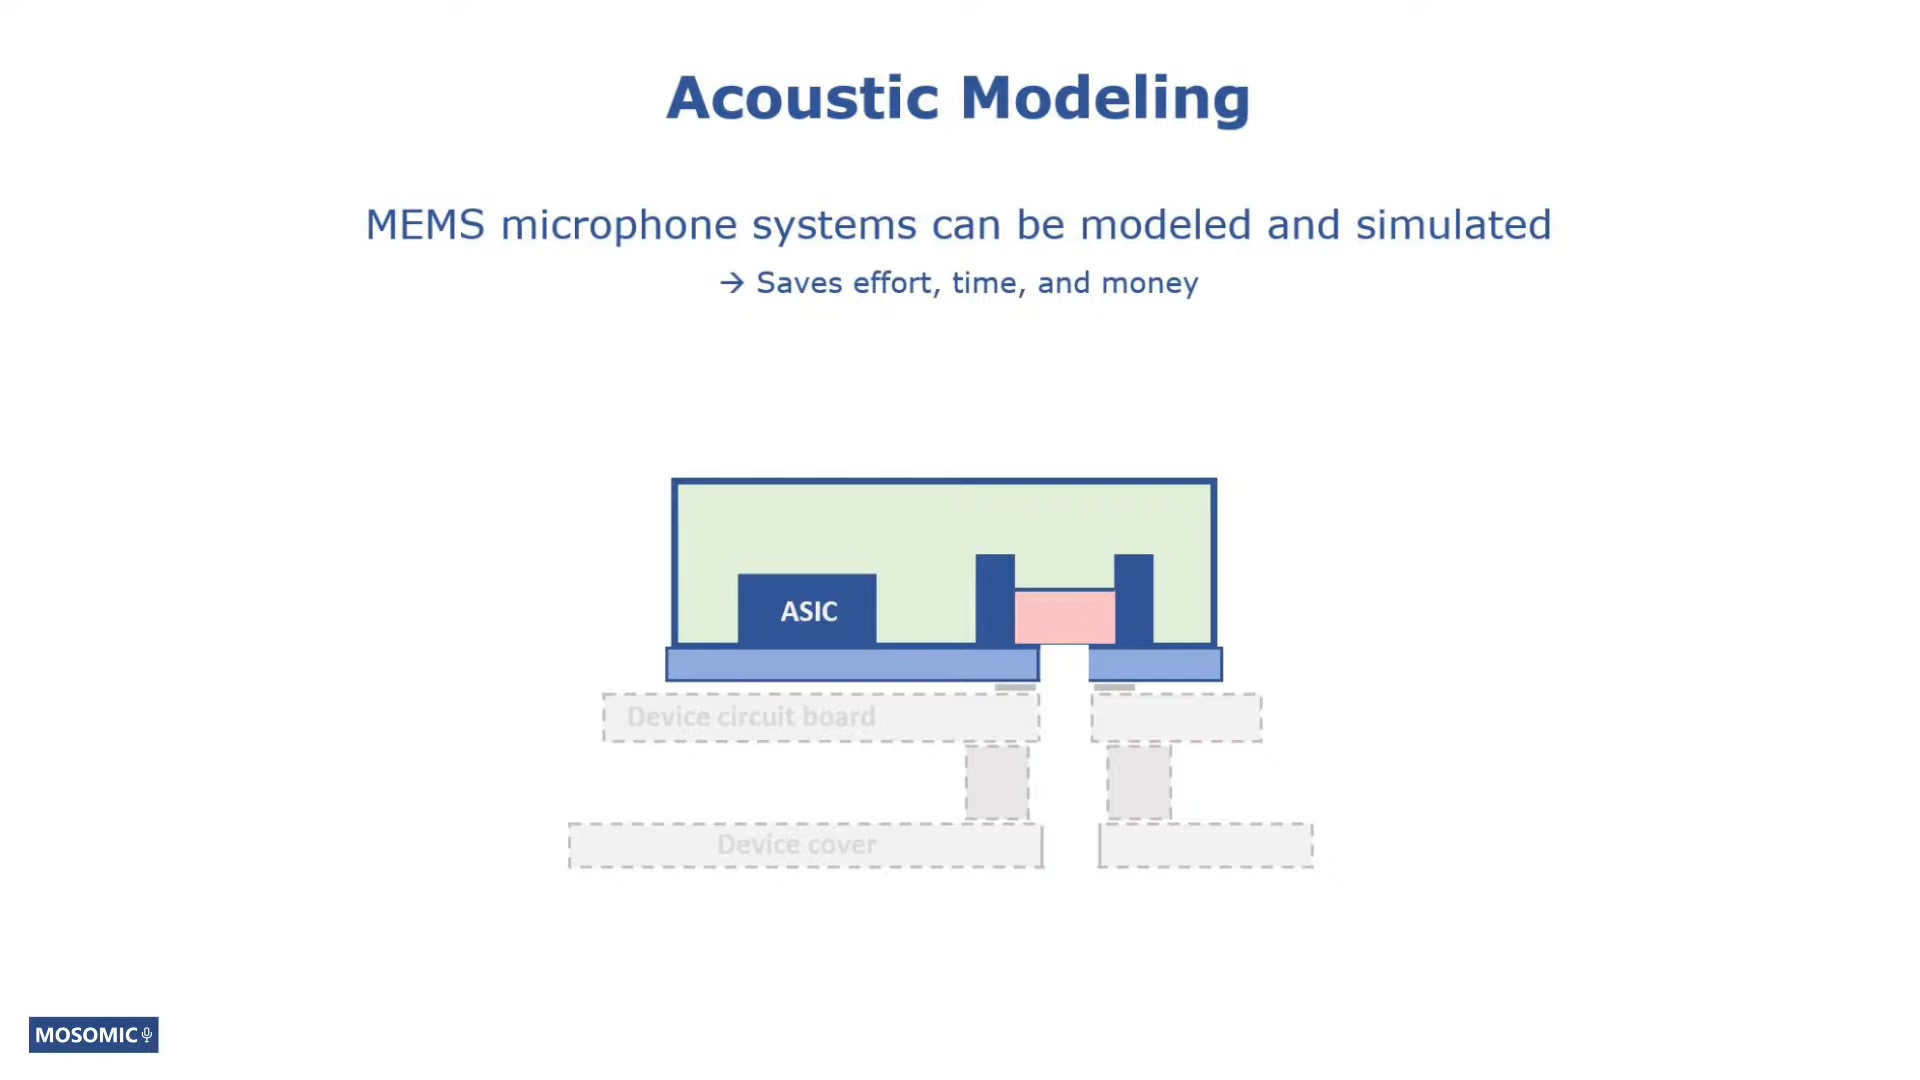 Acoustic Modeling
MEMS microphone systems can be modeled and simulated
→ Saves effort, time, and money
ASIC
Device circuit board
Device cover
MOSOMIC